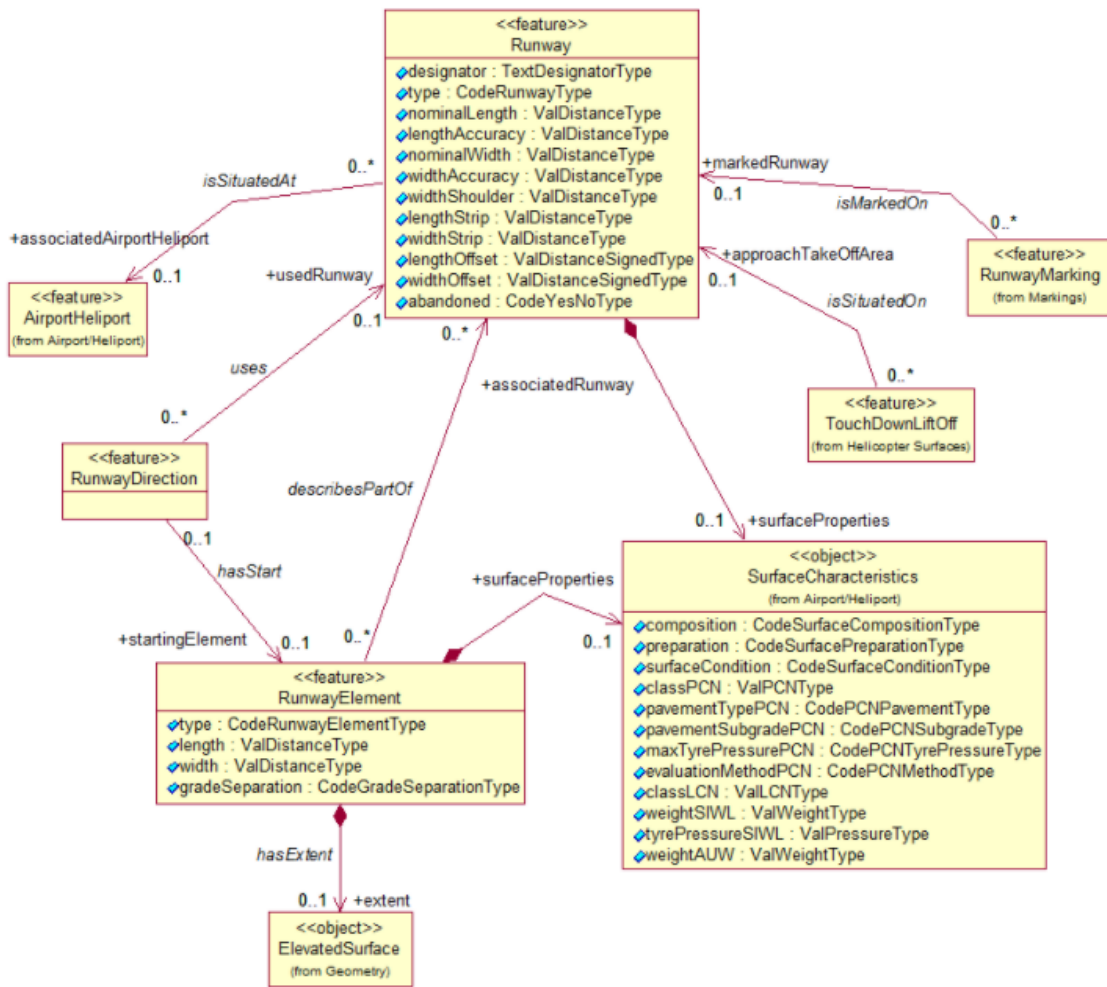 <<feature>>
Runway
designator : TextDesignatorType
type : CodeRunwayType
nominalLength : ValDistanceType
lengthAccuracy : ValDistanceType
nominalWidth : ValDistanceType
widthAccuracy : ValDistanceType
widthShoulder : ValDistanceType
lengthStrip : ValDistanceType
widthStrip : ValDistanceType
lengthOffset : ValDistanceSignedType
widthOffset : ValDistanceSignedType
abandoned : CodeYesNoType
0..*
isSituatedAt
+associatedAirportHeliport
0..1
<<feature>>
AirportHeliport
(from Airport/Heliport)
+markedRunway
0..1
isMarkedOn
0..*
<<feature>>
RunwayMarking
(from Markings)
+approachTakeOffArea
0..1
isSituatedOn
0..*
<<feature>>
TouchDownLiftOff
(from Helicopter Surfaces)
+usedRunway
0..1
uses
0..*
<<feature>>
RunwayDirection
0..*
+associatedRunway
describesPartOf
0..*
0..1
hasStart
+startingElement
0..1
0..1
+surfaceProperties
<<object>>
SurfaceCharacteristics
(from Airport/Heliport)
composition : CodeSurfaceCompositionType
preparation : CodeSurfacePreparationType
surfaceCondition : CodeSurfaceConditionType
classPCN : ValPCNType
pavementTypePCN : CodePCNPavementType
pavementSubgradePCN : CodePCNSubgradeType
maxTyrePressurePCN : CodePCNTyrePressureType
evaluationMethodPCN : CodePCNMethodType
classLCN : ValLCNType
weightSIWL : ValWeightType
tyrePressureSIWL : ValPressureType
weightAUW : ValWeightType
+surfaceProperties
0..1
<<feature>>
RunwayElement
type : CodeRunwayElementType
length : ValDistanceType
width : ValDistanceType
gradeSeparation : CodeGradeSeparationType
hasExtent
0..1
+extent
<<object>>
ElevatedSurface
(from Geometry)